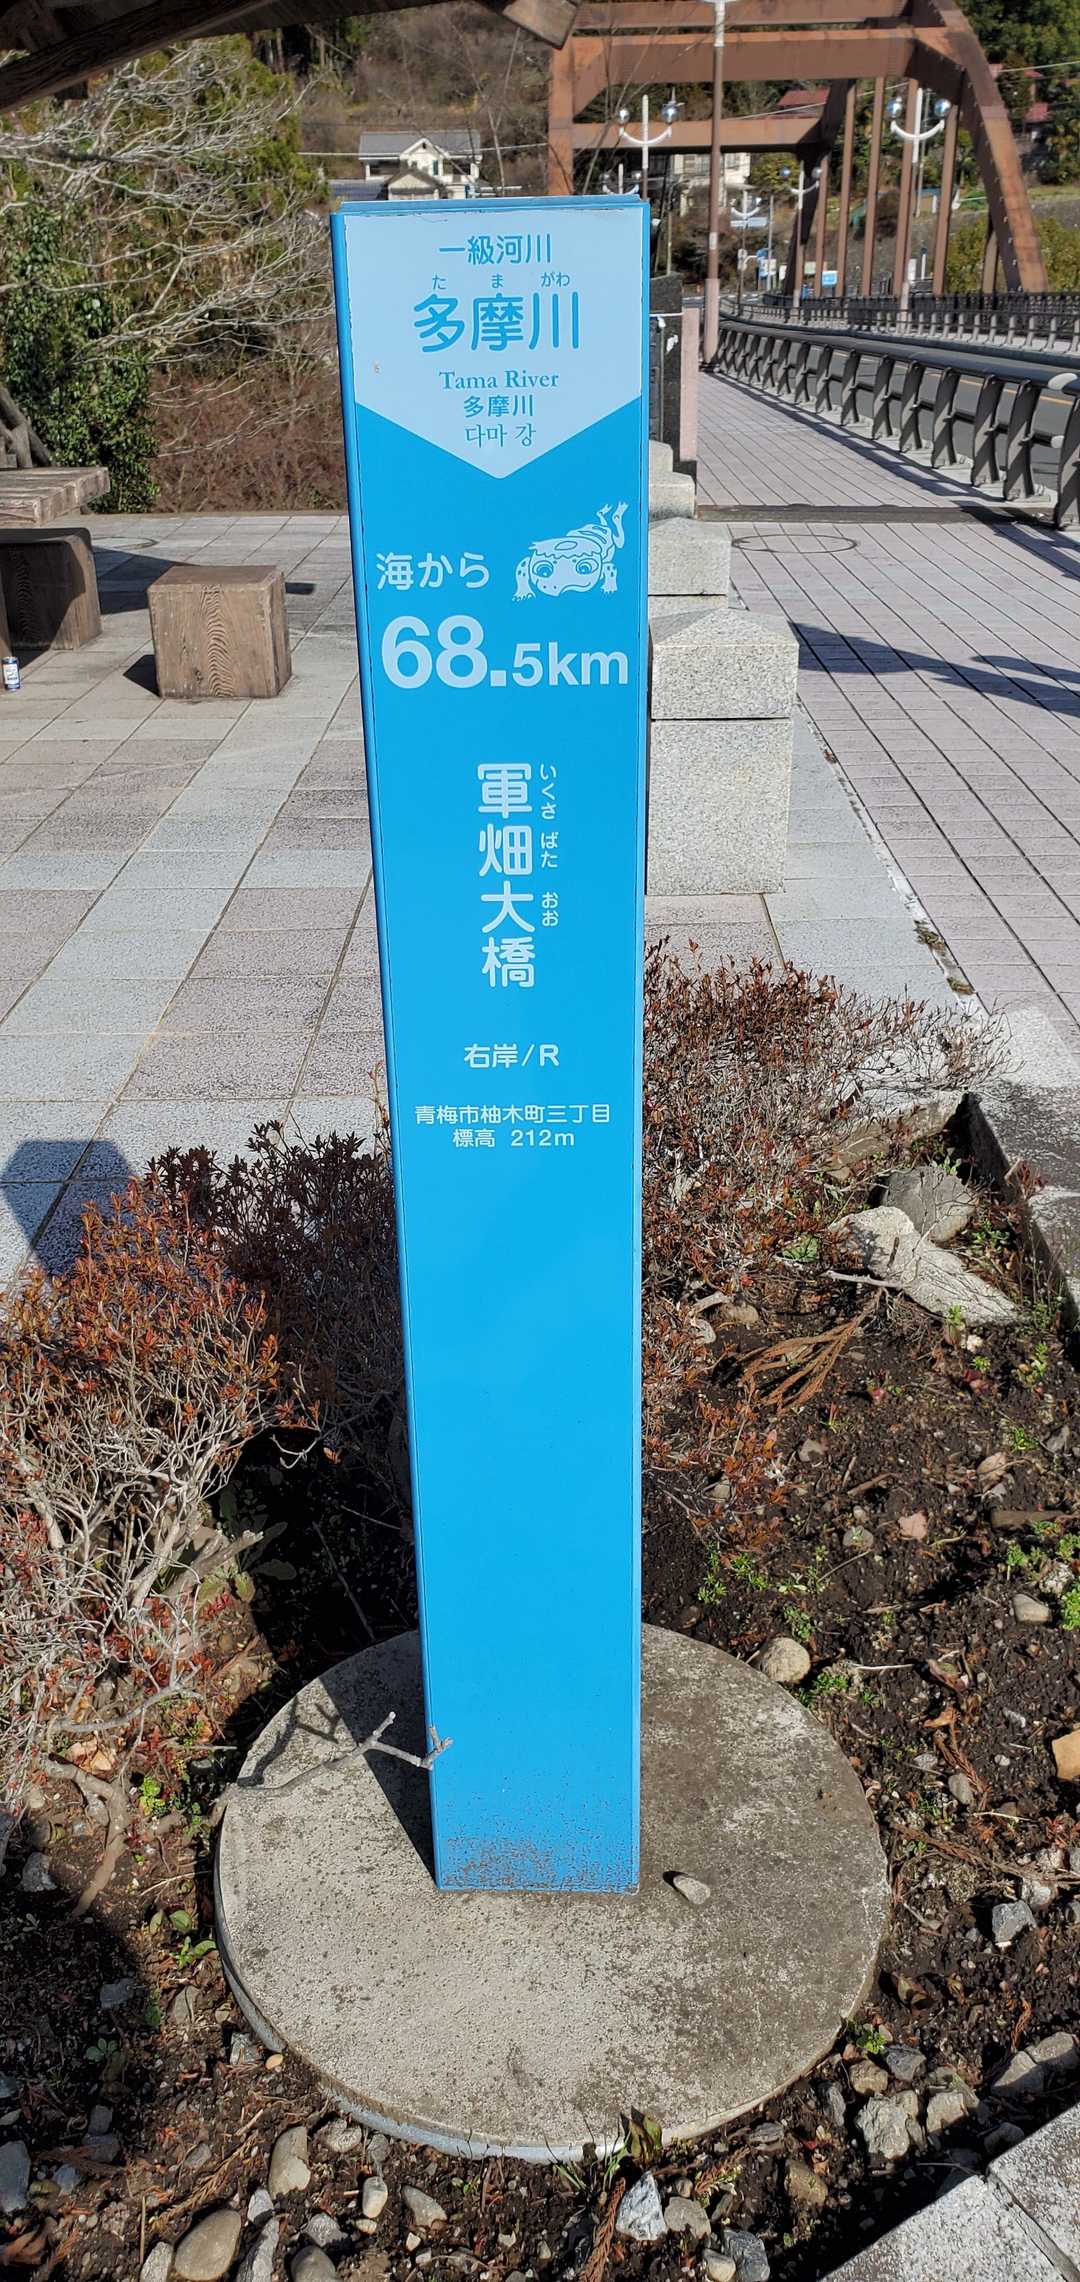 一級河川
た ま がわ
多摩川
Tama River
多摩川
다마 강
海から
68.5km
軍畑大橋
いくさ ばた おお
右岸/R
青梅市柚木町三丁目
標高 212m